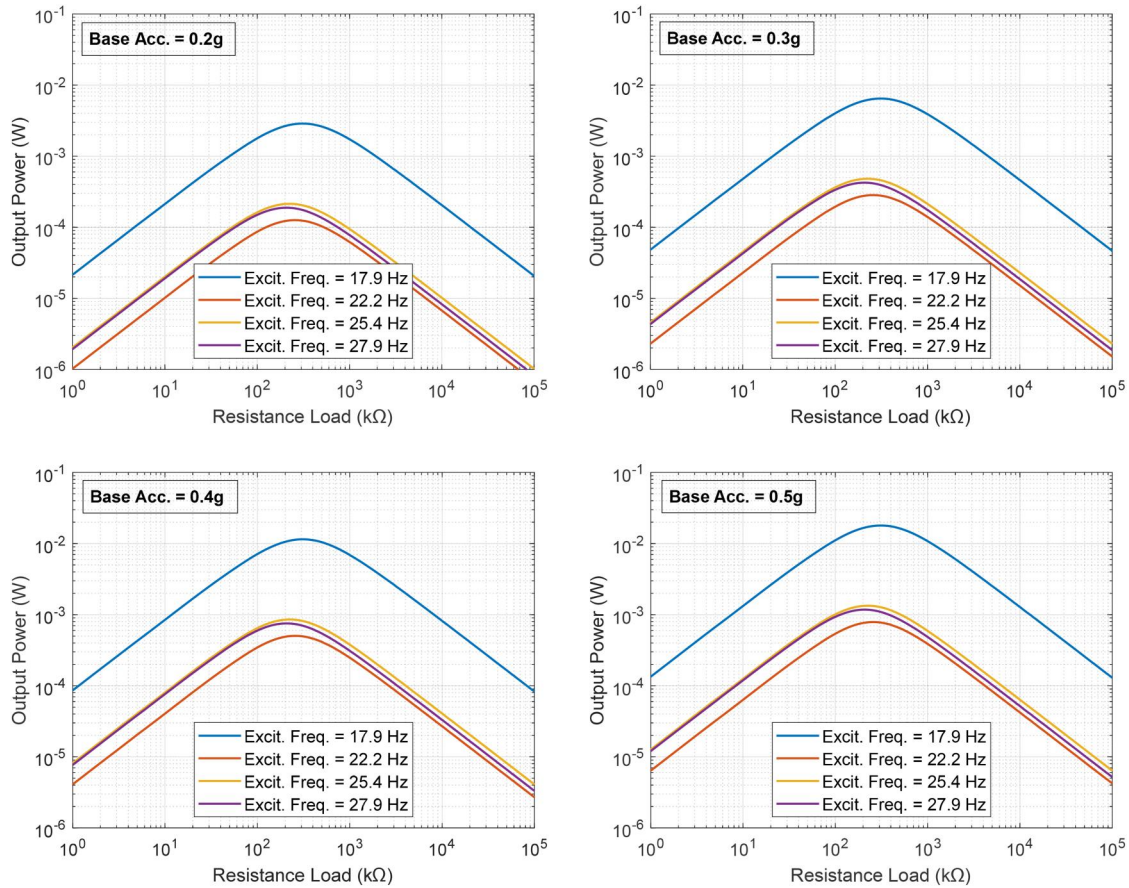 Base Acc. = 0.2g
Output Power (W)
10^-1
10^-2
10^-3
10^-4
10^-5
10^-6
Excit. Freq. = 17.9 Hz
Excit. Freq. = 22.2 Hz
Excit. Freq. = 25.4 Hz
Excit. Freq. = 27.9 Hz
10^0 10^1 10^2 10^3 10^4 10^5
Resistance Load (kΩ)
Base Acc. = 0.3g
Output Power (W)
10^-1
10^-2
10^-3
10^-4
10^-5
10^-6
Excit. Freq. = 17.9 Hz
Excit. Freq. = 22.2 Hz
Excit. Freq. = 25.4 Hz
Excit. Freq. = 27.9 Hz
10^0 10^1 10^2 10^3 10^4 10^5
Resistance Load (kΩ)
Base Acc. = 0.4g
Output Power (W)
10^-1
10^-2
10^-3
10^-4
10^-5
10^-6
Excit. Freq. = 17.9 Hz
Excit. Freq. = 22.2 Hz
Excit. Freq. = 25.4 Hz
Excit. Freq. = 27.9 Hz
10^0 10^1 10^2 10^3 10^4 10^5
Resistance Load (kΩ)
Base Acc. = 0.5g
Output Power (W)
10^-1
10^-2
10^-3
10^-4
10^-5
10^-6
Excit. Freq. = 17.9 Hz
Excit. Freq. = 22.2 Hz
Excit. Freq. = 25.4 Hz
Excit. Freq. = 27.9 Hz
10^0 10^1 10^2 10^3 10^4 10^5
Resistance Load (kΩ)